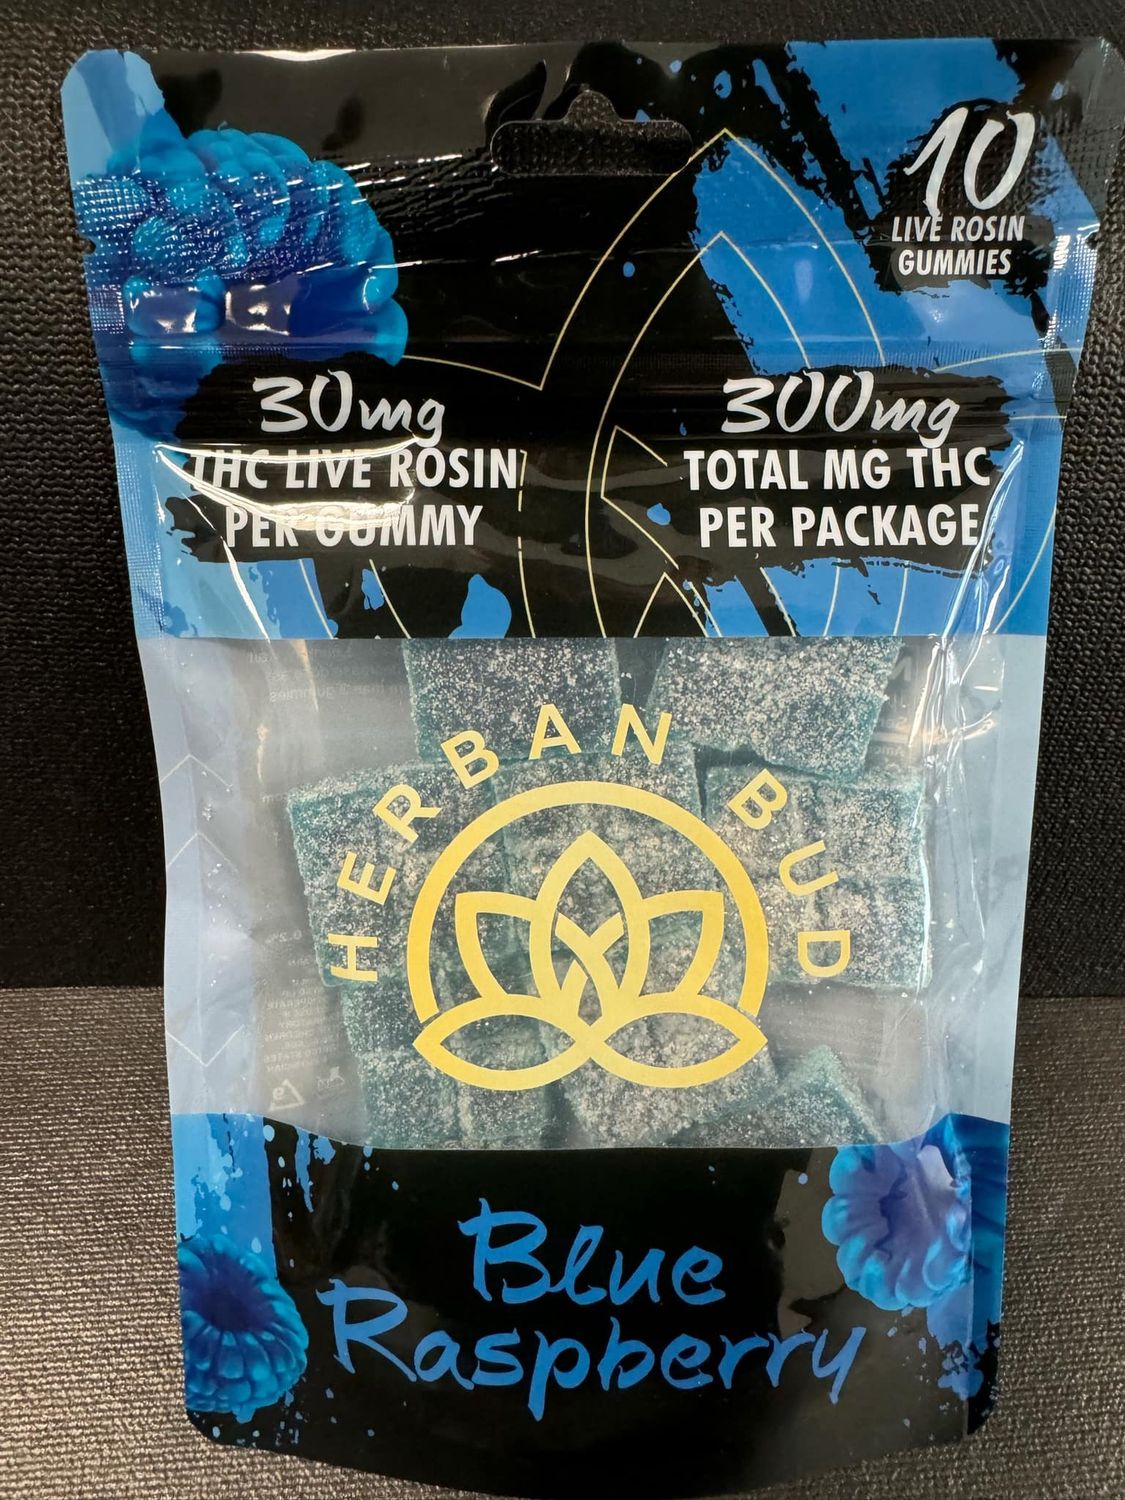 10
LIVE ROSIN
GUMMIES
30mg
THC LIVE ROSIN
PER GUMMY
300mg
TOTAL MG THC
PER PACKAGE
HERBAN BUD
Blue
Raspberry